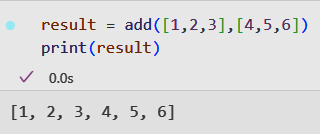 result = add([1,2,3],[4,5,6])
print(result)
0.0s
[1, 2, 3, 4, 5, 6]